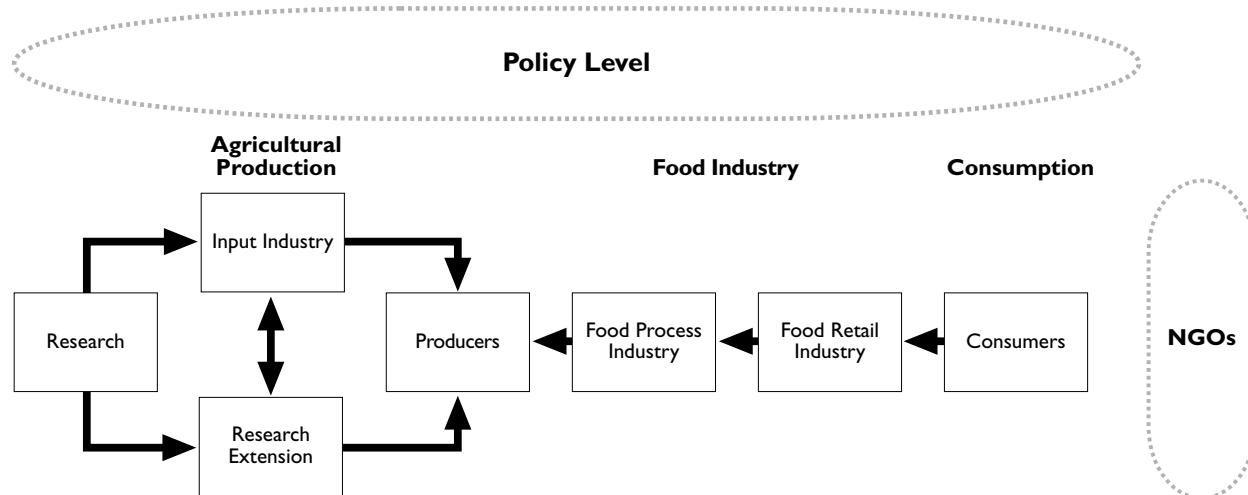 Policy Level
Agricultural
Production
Food Industry
Consumption
Input Industry
Research
Producers
Food Process
Industry
Food Retail
Industry
Consumers
NGOs
Research
Extension